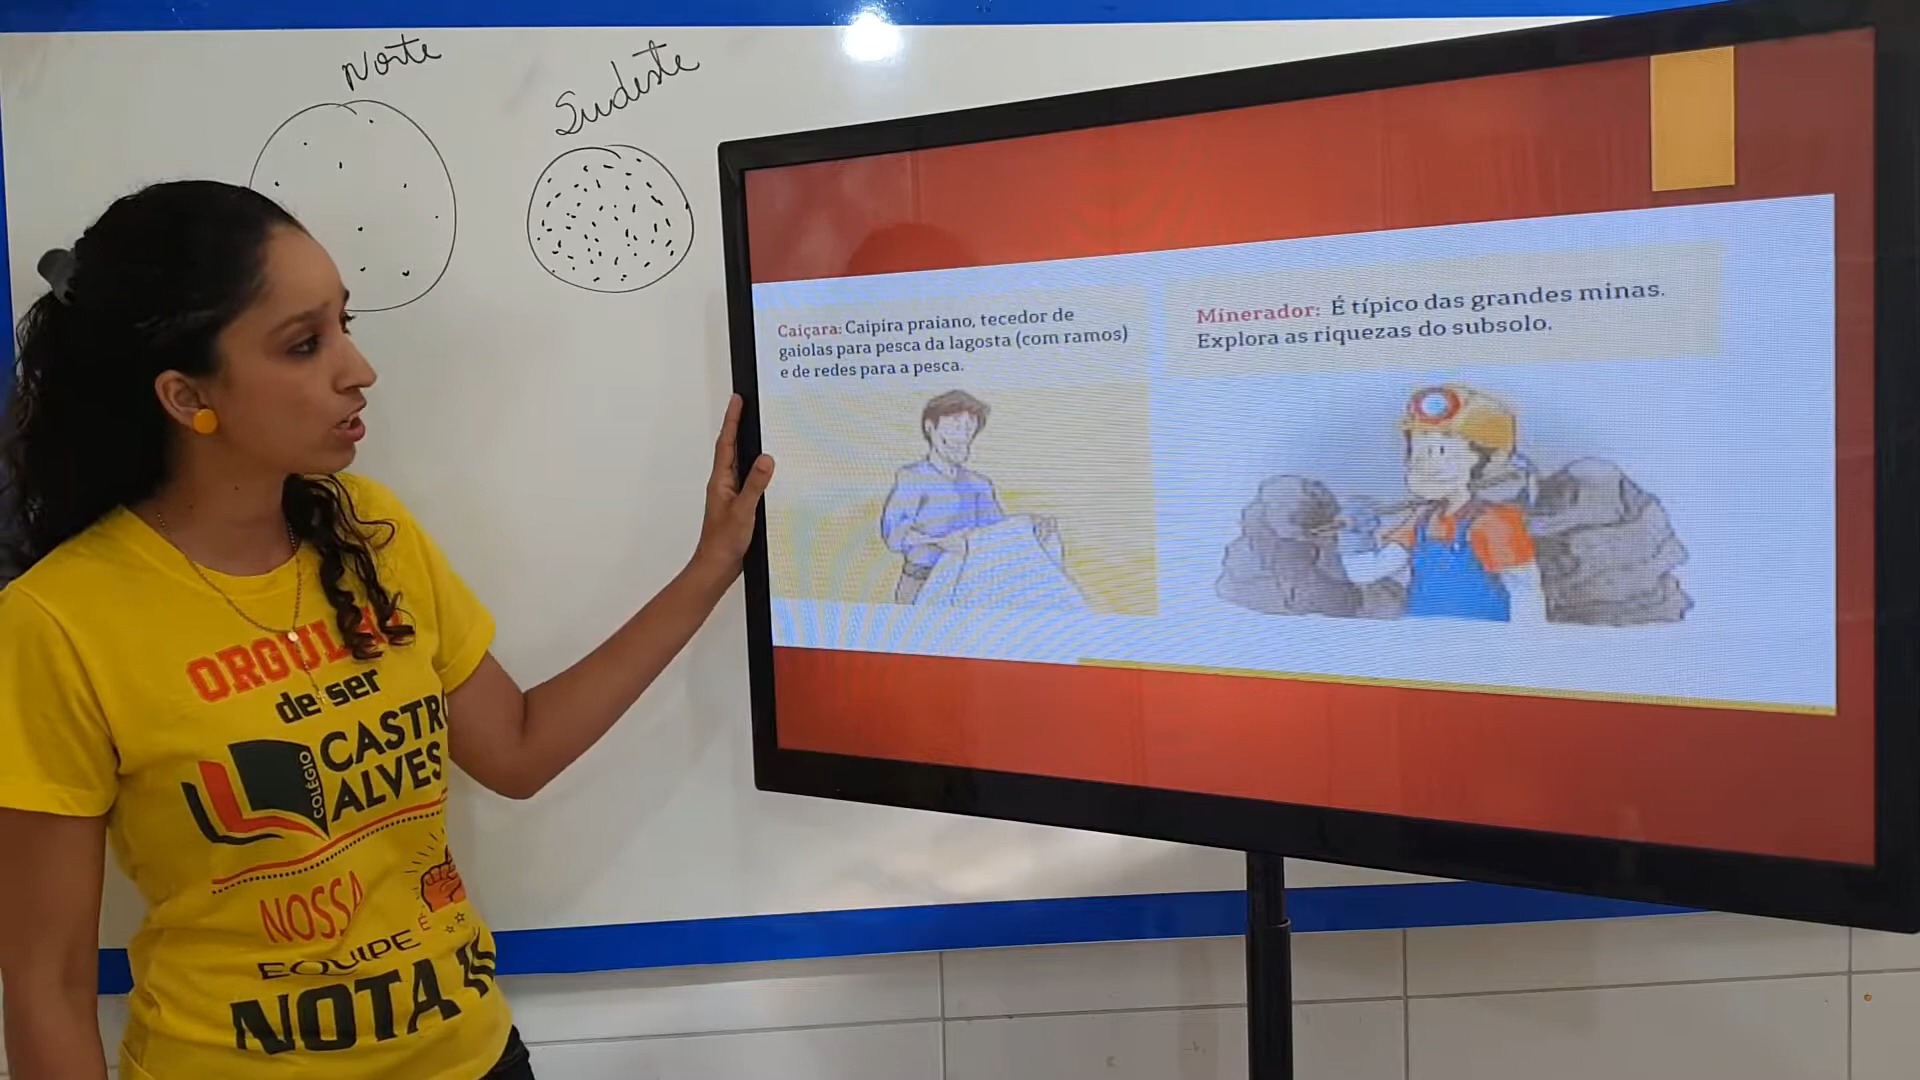 Norte
Sudeste
Caiçara: Caipira praiano, tecedor de
gaiolas para pesca da lagosta (com ramos)
e de redes para a pesca.
Minerador: É típico das grandes minas.
Explora as riquezas do subsolo.
de ser
COLÉGIO
CASTRO
ALVES
NOSSA
EQUIPE É
NOTA